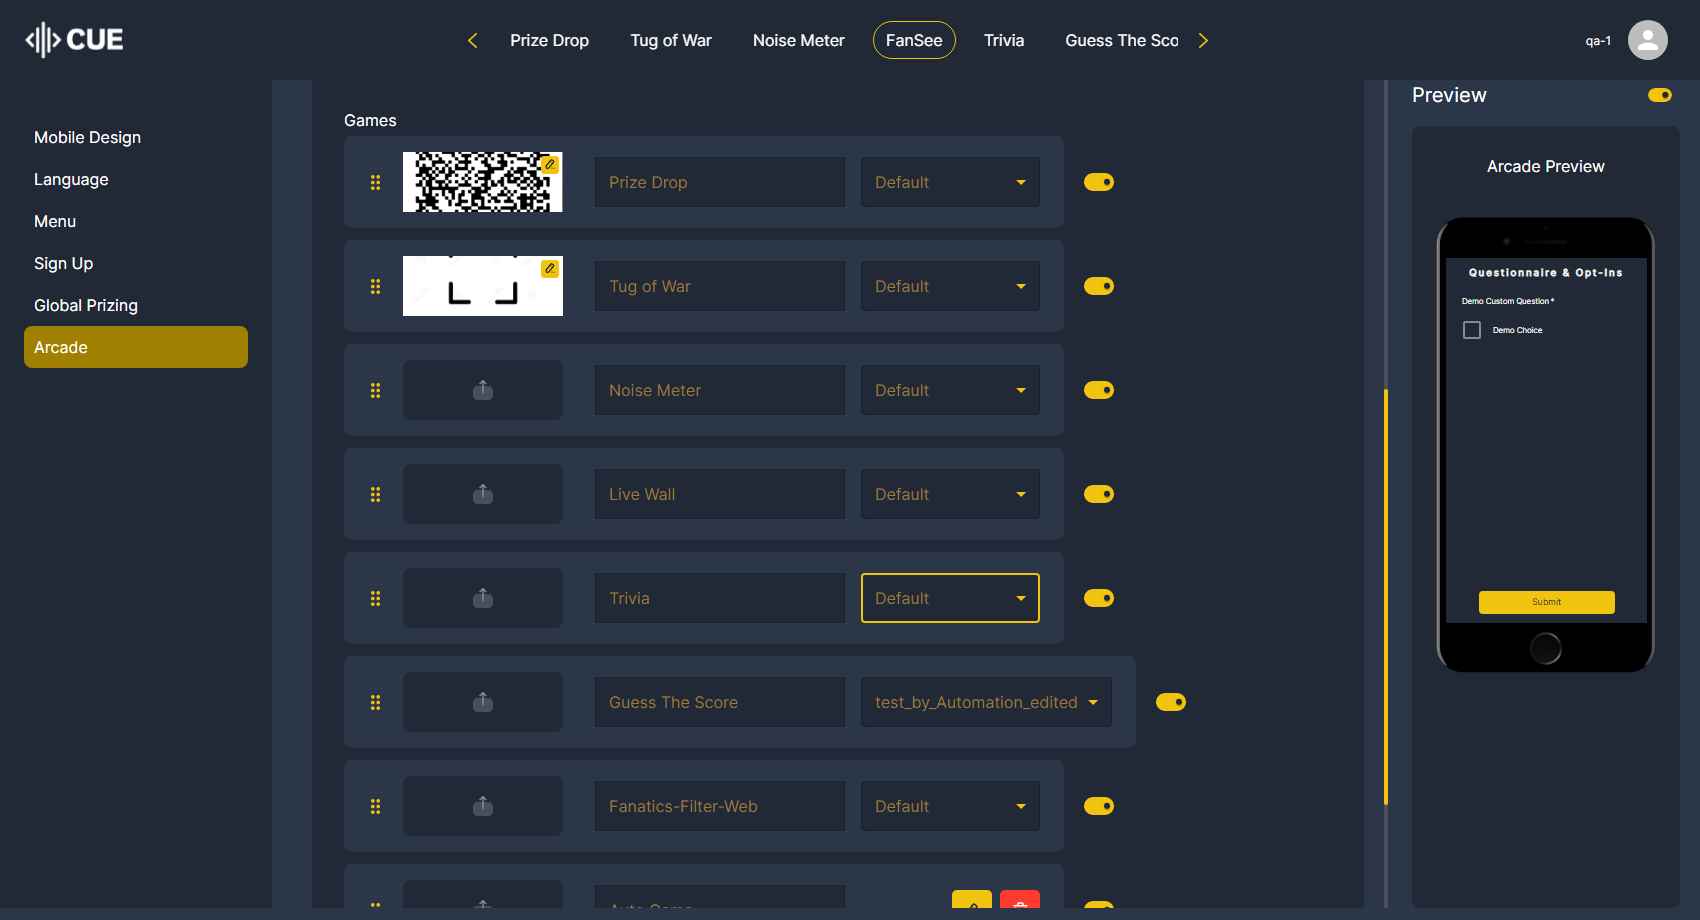 CUE
Prize Drop
Tug of War
Noise Meter
FanSee
Trivia
Guess The Sco
qa-1
Mobile Design
Language
Menu
Sign Up
Global Prizing
Arcade
Games
Prize Drop
Default
Tug of War
Default
Noise Meter
Default
Live Wall
Default
Trivia
Default
Guess The Score
test_by_Automation_edited
Fanatics-Filter-Web
Default
Auto Game
Preview
Arcade Preview
Questionnaire & Opt-Ins
Demo Custom Question *
Demo Choice
Submit